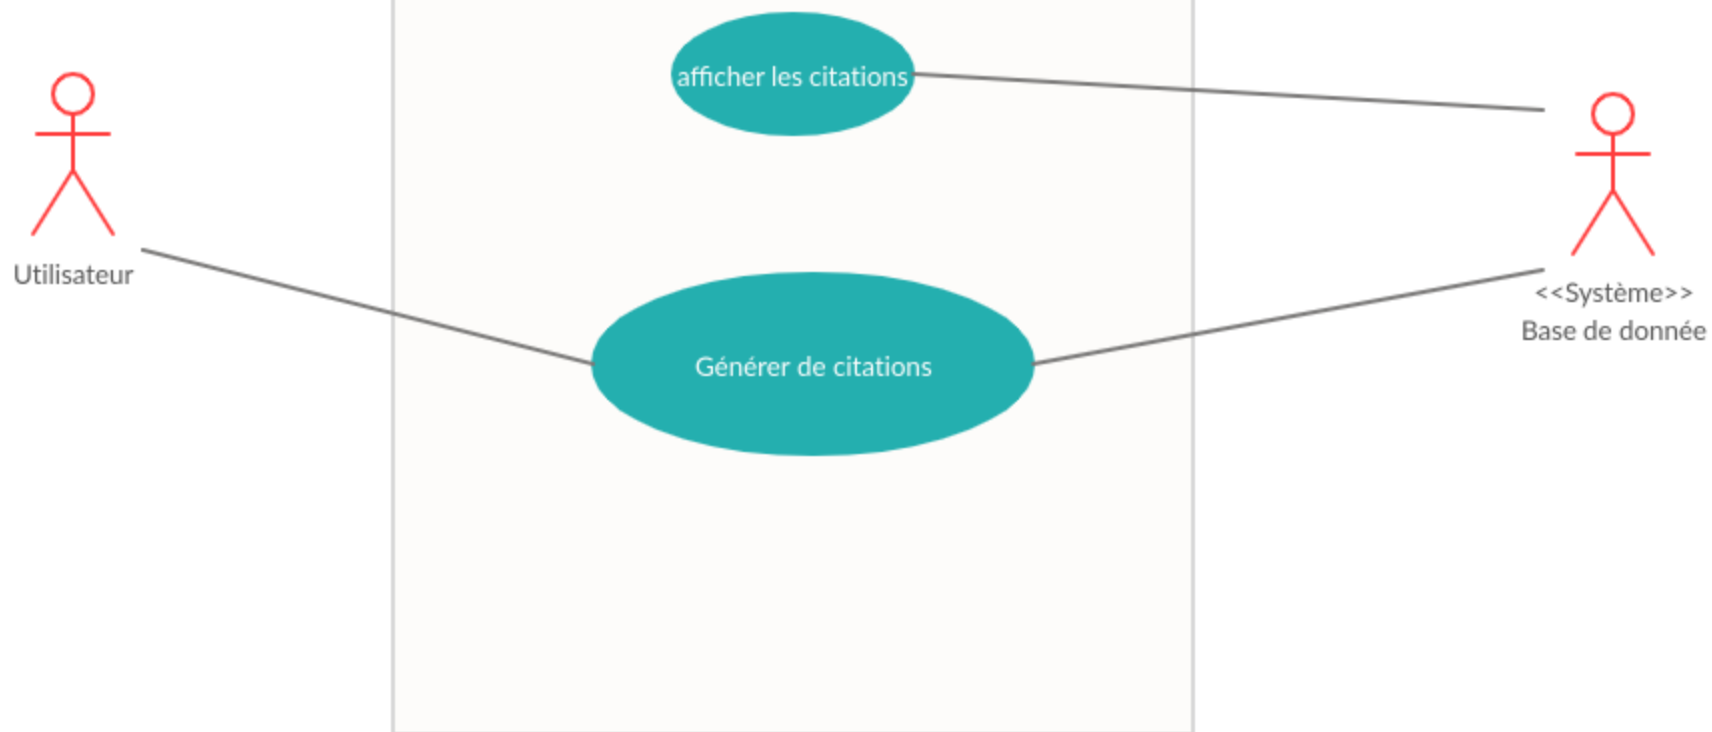 afficher les citations
Utilisateur
<<Système>>
Base de donnée
Générer de citations